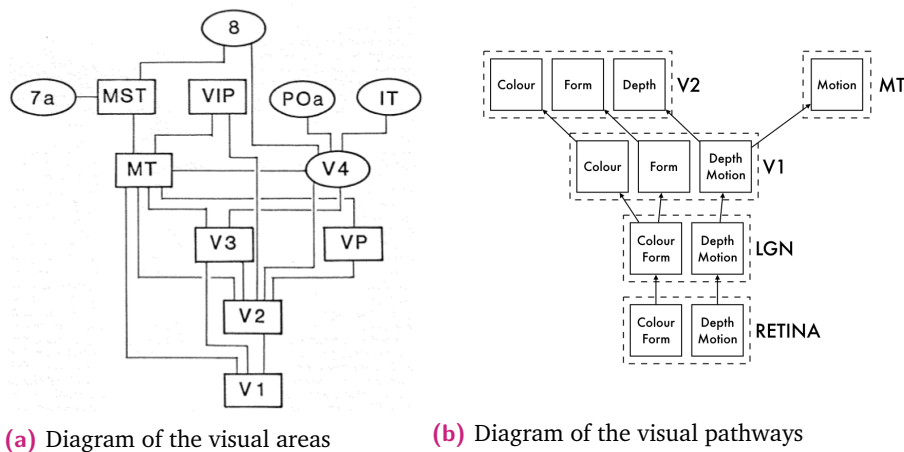 8
7a
MST
VIP
POa
IT
MT
V4
V3
VP
V2
V1
(a) Diagram of the visual areas
Colour
Form
Depth
V2
Motion
MT
Colour
Form
Depth
Motion
V1
Colour
Form
Depth
Motion
LGN
Colour
Form
Depth
Motion
RETINA
(b) Diagram of the visual pathways